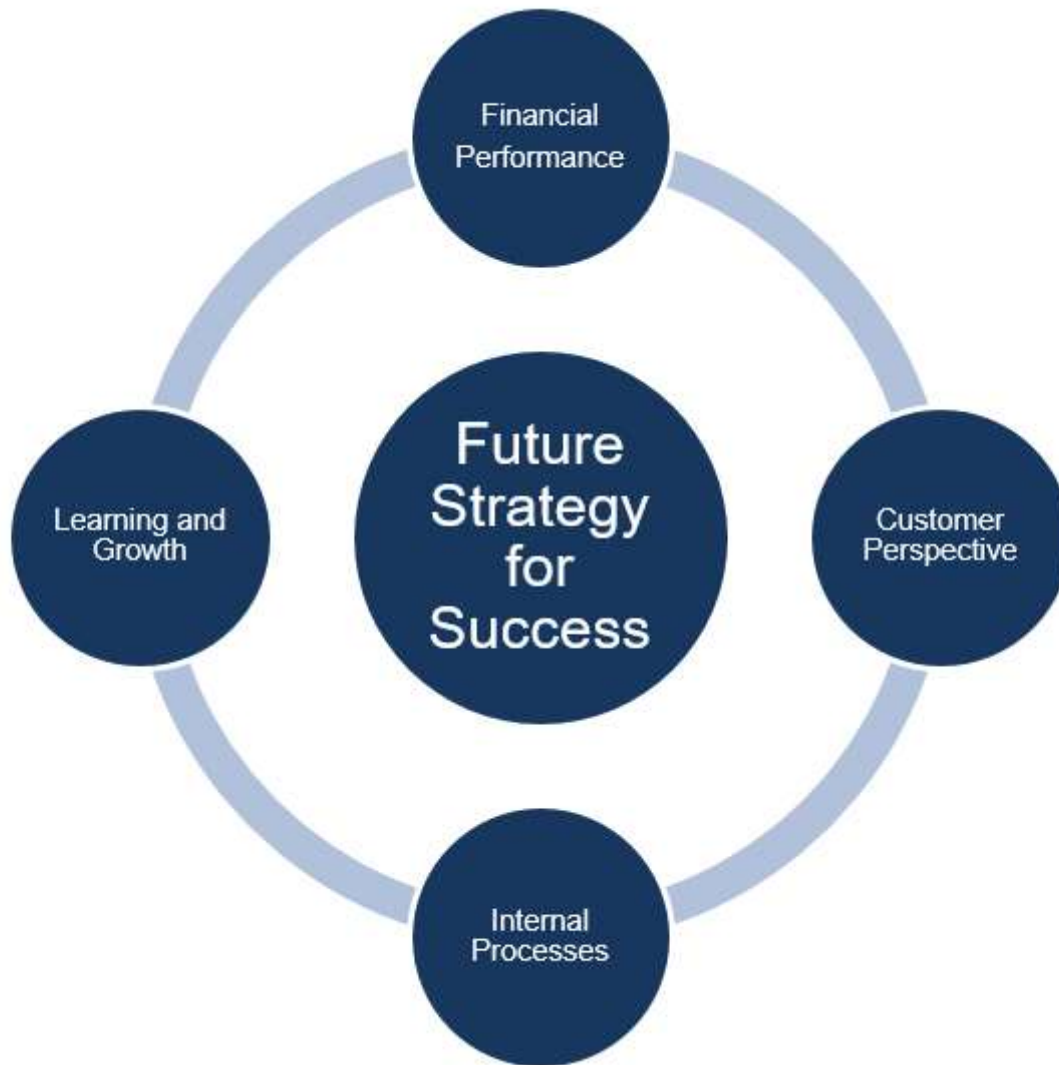 Financial
Performance
Future
Strategy
for
Success
Learning and
Growth
Customer
Perspective
Internal
Processes